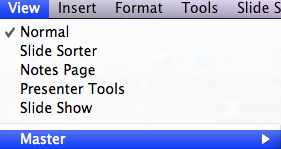 View Insert Format Tools Slide S
Normal
Slide Sorter
Notes Page
Presenter Tools
Slide Show
Master